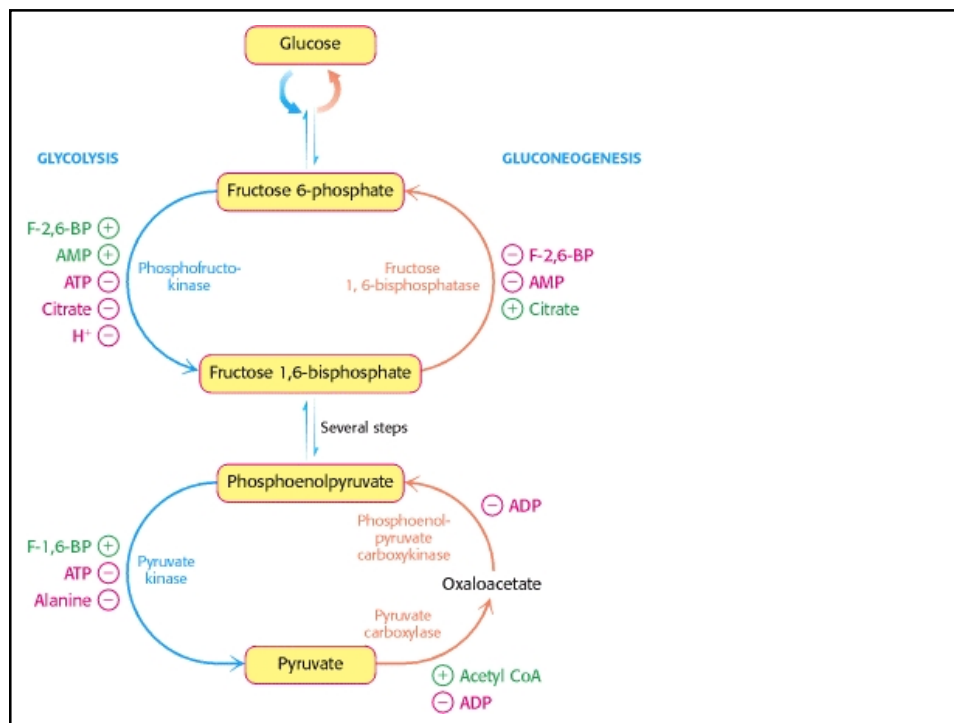 Glucose
GLYCOLYSIS
GLUCONEOGENESIS
Fructose 6-phosphate
F-2,6-BP +
AMP +
ATP −
Citrate −
H⁺ −
Phosphofructo-
kinase
Fructose
1, 6-bisphosphatase
− F-2,6-BP
− AMP
+ Citrate
Fructose 1,6-bisphosphate
Several steps
Phosphoenolpyruvate
− ADP
Phosphoenol-
pyruvate
carboxykinase
F-1,6-BP +
ATP −
Alanine −
Pyruvate
kinase
Oxaloacetate
Pyruvate
carboxylase
Pyruvate
+ Acetyl CoA
− ADP